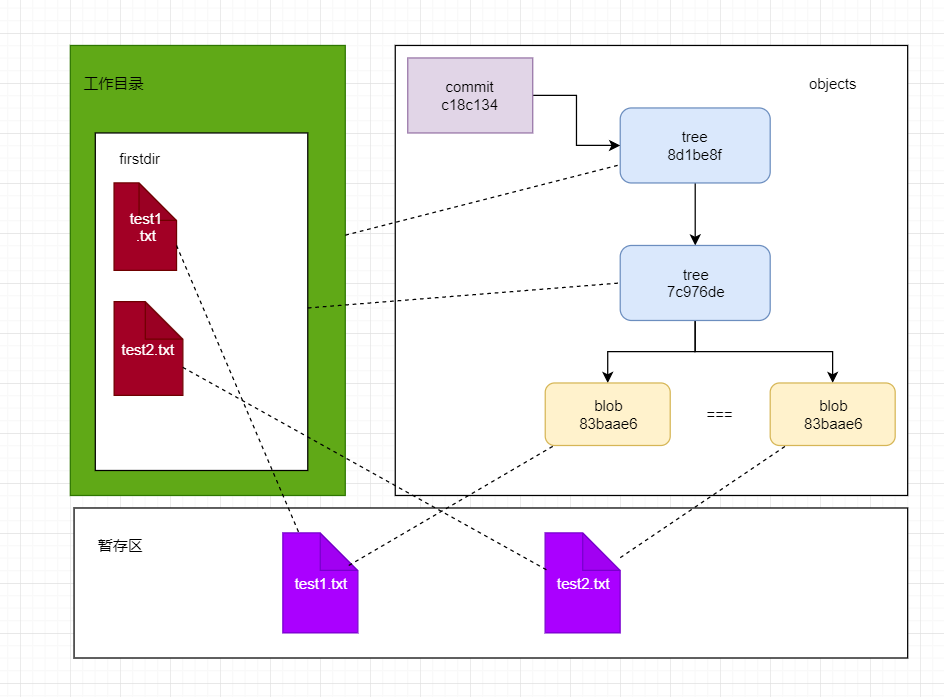 工作目录
firstdir
test1
.txt
test2.txt
objects
commit
c18c134
tree
8d1be8f
tree
7c976de
blob
83baae6
===
blob
83baae6
暂存区
test1.txt
test2.txt